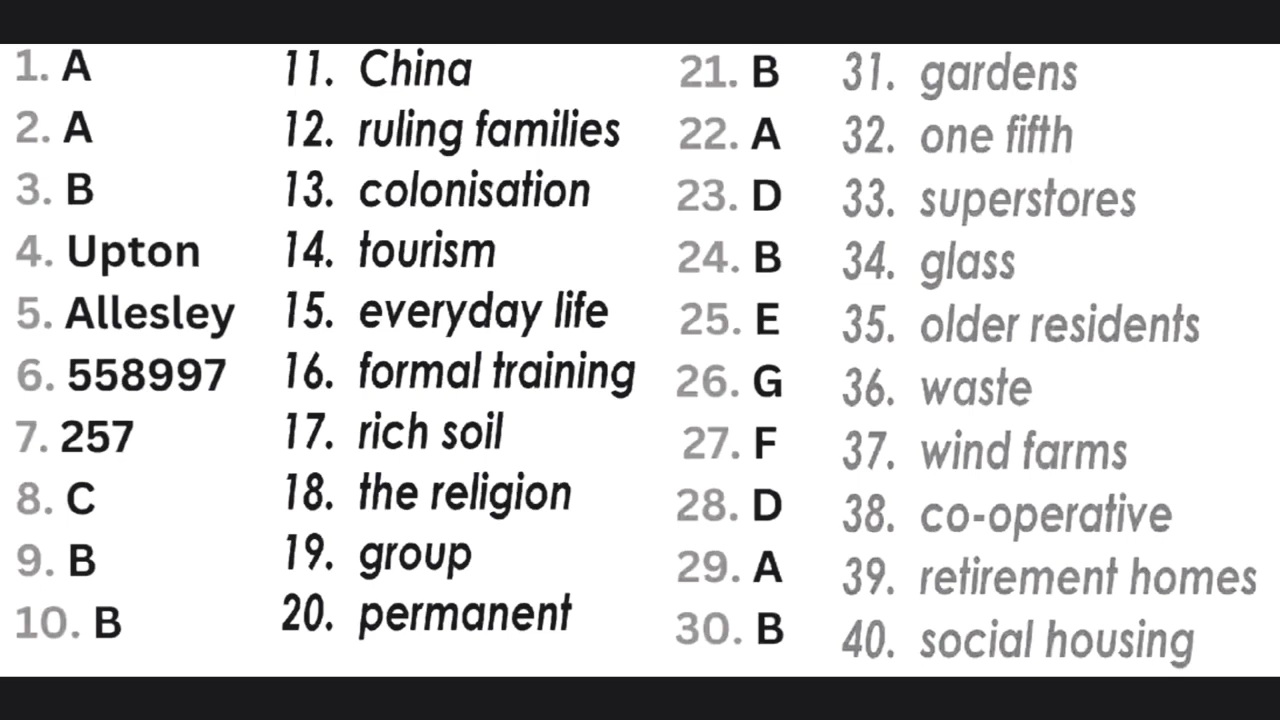 1. A
2. A
3. B
4. Upton
5. Allesley
6. 558997
7. 257
8. C
9. B
10. B
11. China
12. ruling families
13. colonisation
14. tourism
15. everyday life
16. formal training
17. rich soil
18. the religion
19. group
20. permanent
21. B
22. A
23. D
24. B
25. E
26. G
27. F
28. D
29. A
30. B
31. gardens
32. one fifth
33. superstores
34. glass
35. older residents
36. waste
37. wind farms
38. co-operative
39. retirement homes
40. social housing